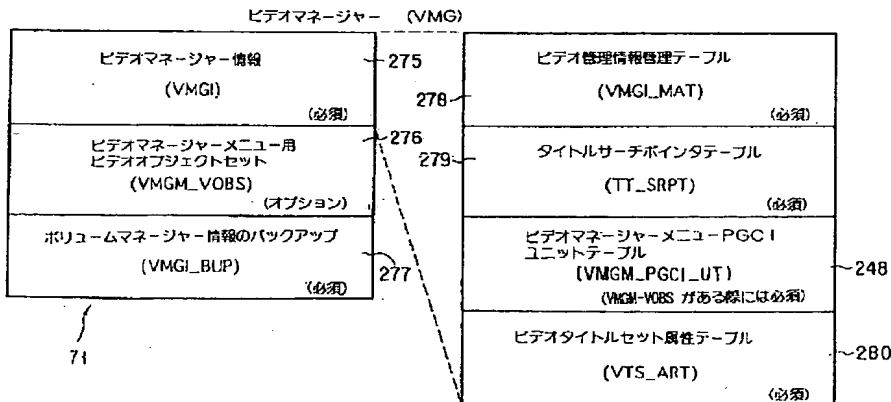 ビデオマネージャー (VMG)
ビデオマネージャー情報
(VMGI)
(必須)
275
ビデオマネージャーメニュー用
ビデオオブジェクトセット
(VMGM_VOBS)
(オプション)
276
ボリュームマネージャー情報のバックアップ
(VMGI_BUP)
(必須)
277
71
ビデオ管理情報管理テーブル
(VMGI_MAT)
(必須)
278
タイトルサーチポインタテーブル
(TT_SRPT)
(必須)
279
ビデオマネージャーメニューPGCI
ユニットテーブル
(VMGM_PGCI_UT)
(VMGM-VOBS がある際には必須)
248
ビデオタイトルセット属性テーブル
(VTS_ART)
(必須)
280